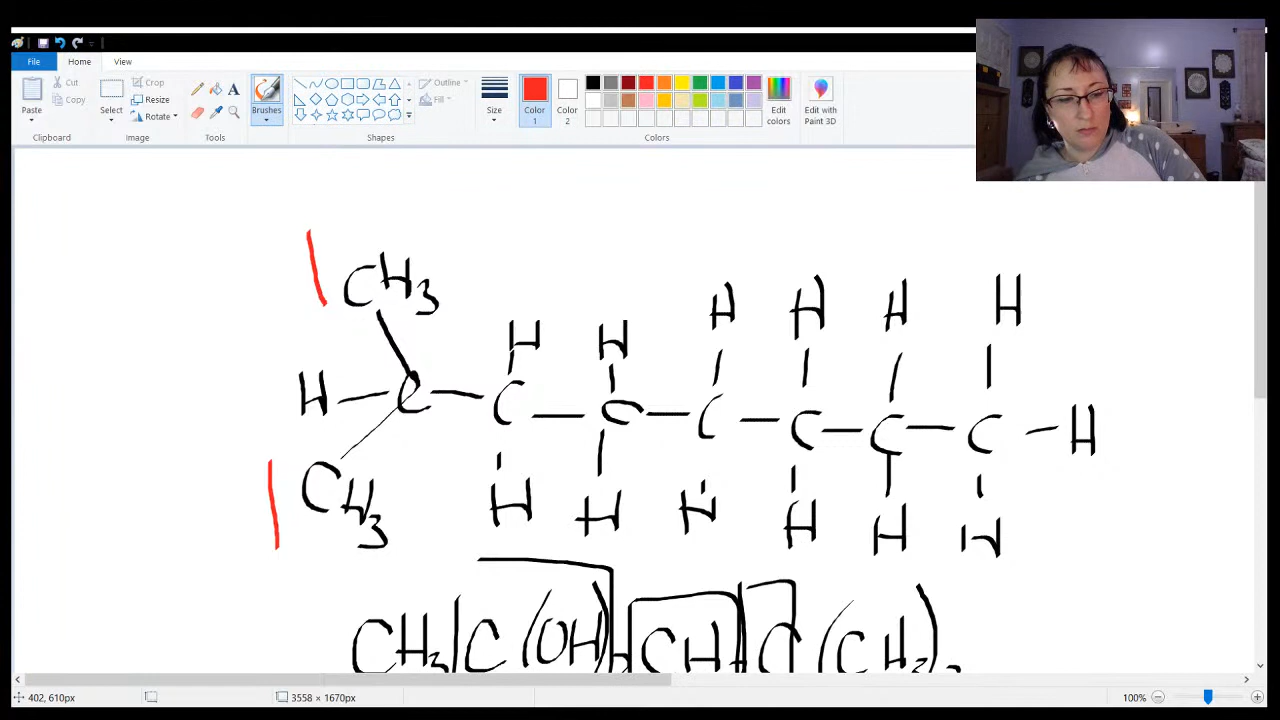 File Home View
Cut Copy Paste Clipboard
Select Crop Resize Rotate Image
A Tools
Brushes
Outline Fill Shapes
Size
Color 1 Color 2 Edit colors Colors
Edit with Paint 3D
CH3
H H H H H H
H — C — C — C — C — C — C — C — H
CH3 H H H H H H
CH3 C(OH) CH C(CH
402, 610px 3558 × 1670px 100%